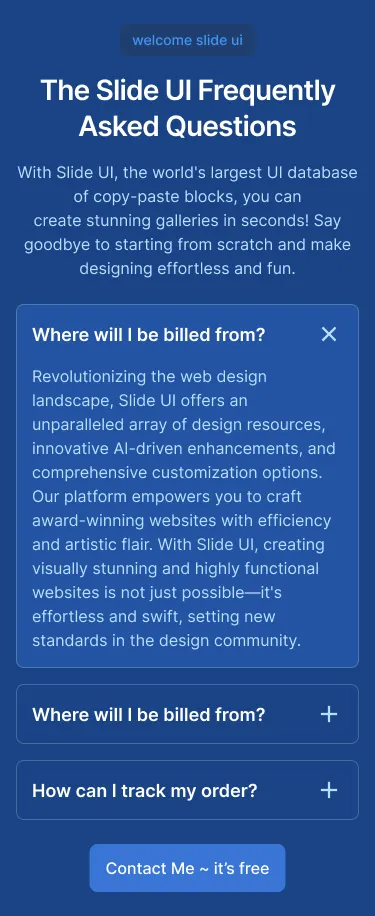 welcome slide ui
The Slide UI Frequently
Asked Questions
With Slide UI, the world's largest UI database
of copy-paste blocks, you can
create stunning galleries in seconds! Say
goodbye to starting from scratch and make
designing effortless and fun.
Where will I be billed from?
Revolutionizing the web design
landscape, Slide UI offers an
unparalleled array of design resources,
innovative AI-driven enhancements, and
comprehensive customization options.
Our platform empowers you to craft
award-winning websites with efficiency
and artistic flair. With Slide UI, creating
visually stunning and highly functional
websites is not just possible—it's
effortless and swift, setting new
standards in the design community.
Where will I be billed from?
How can I track my order?
Contact Me ~ it’s free